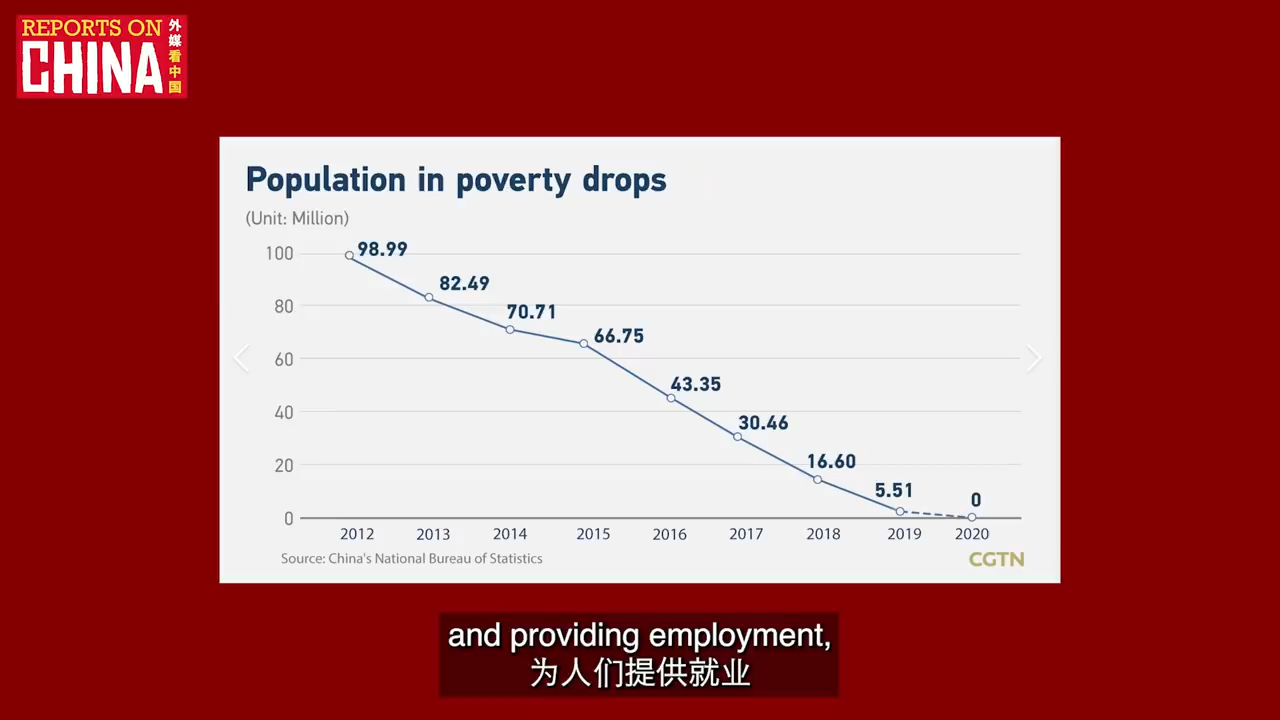 REPORTS ON
CHINA
外媒看中国
Population in poverty drops
(Unit: Million)
100
80
60
40
20
0
98.99
82.49
70.71
66.75
43.35
30.46
16.60
5.51
0
2012 2013 2014 2015 2016 2017 2018 2019 2020
Source: China's National Bureau of Statistics
CGTN
and providing employment,
为人们提供就业